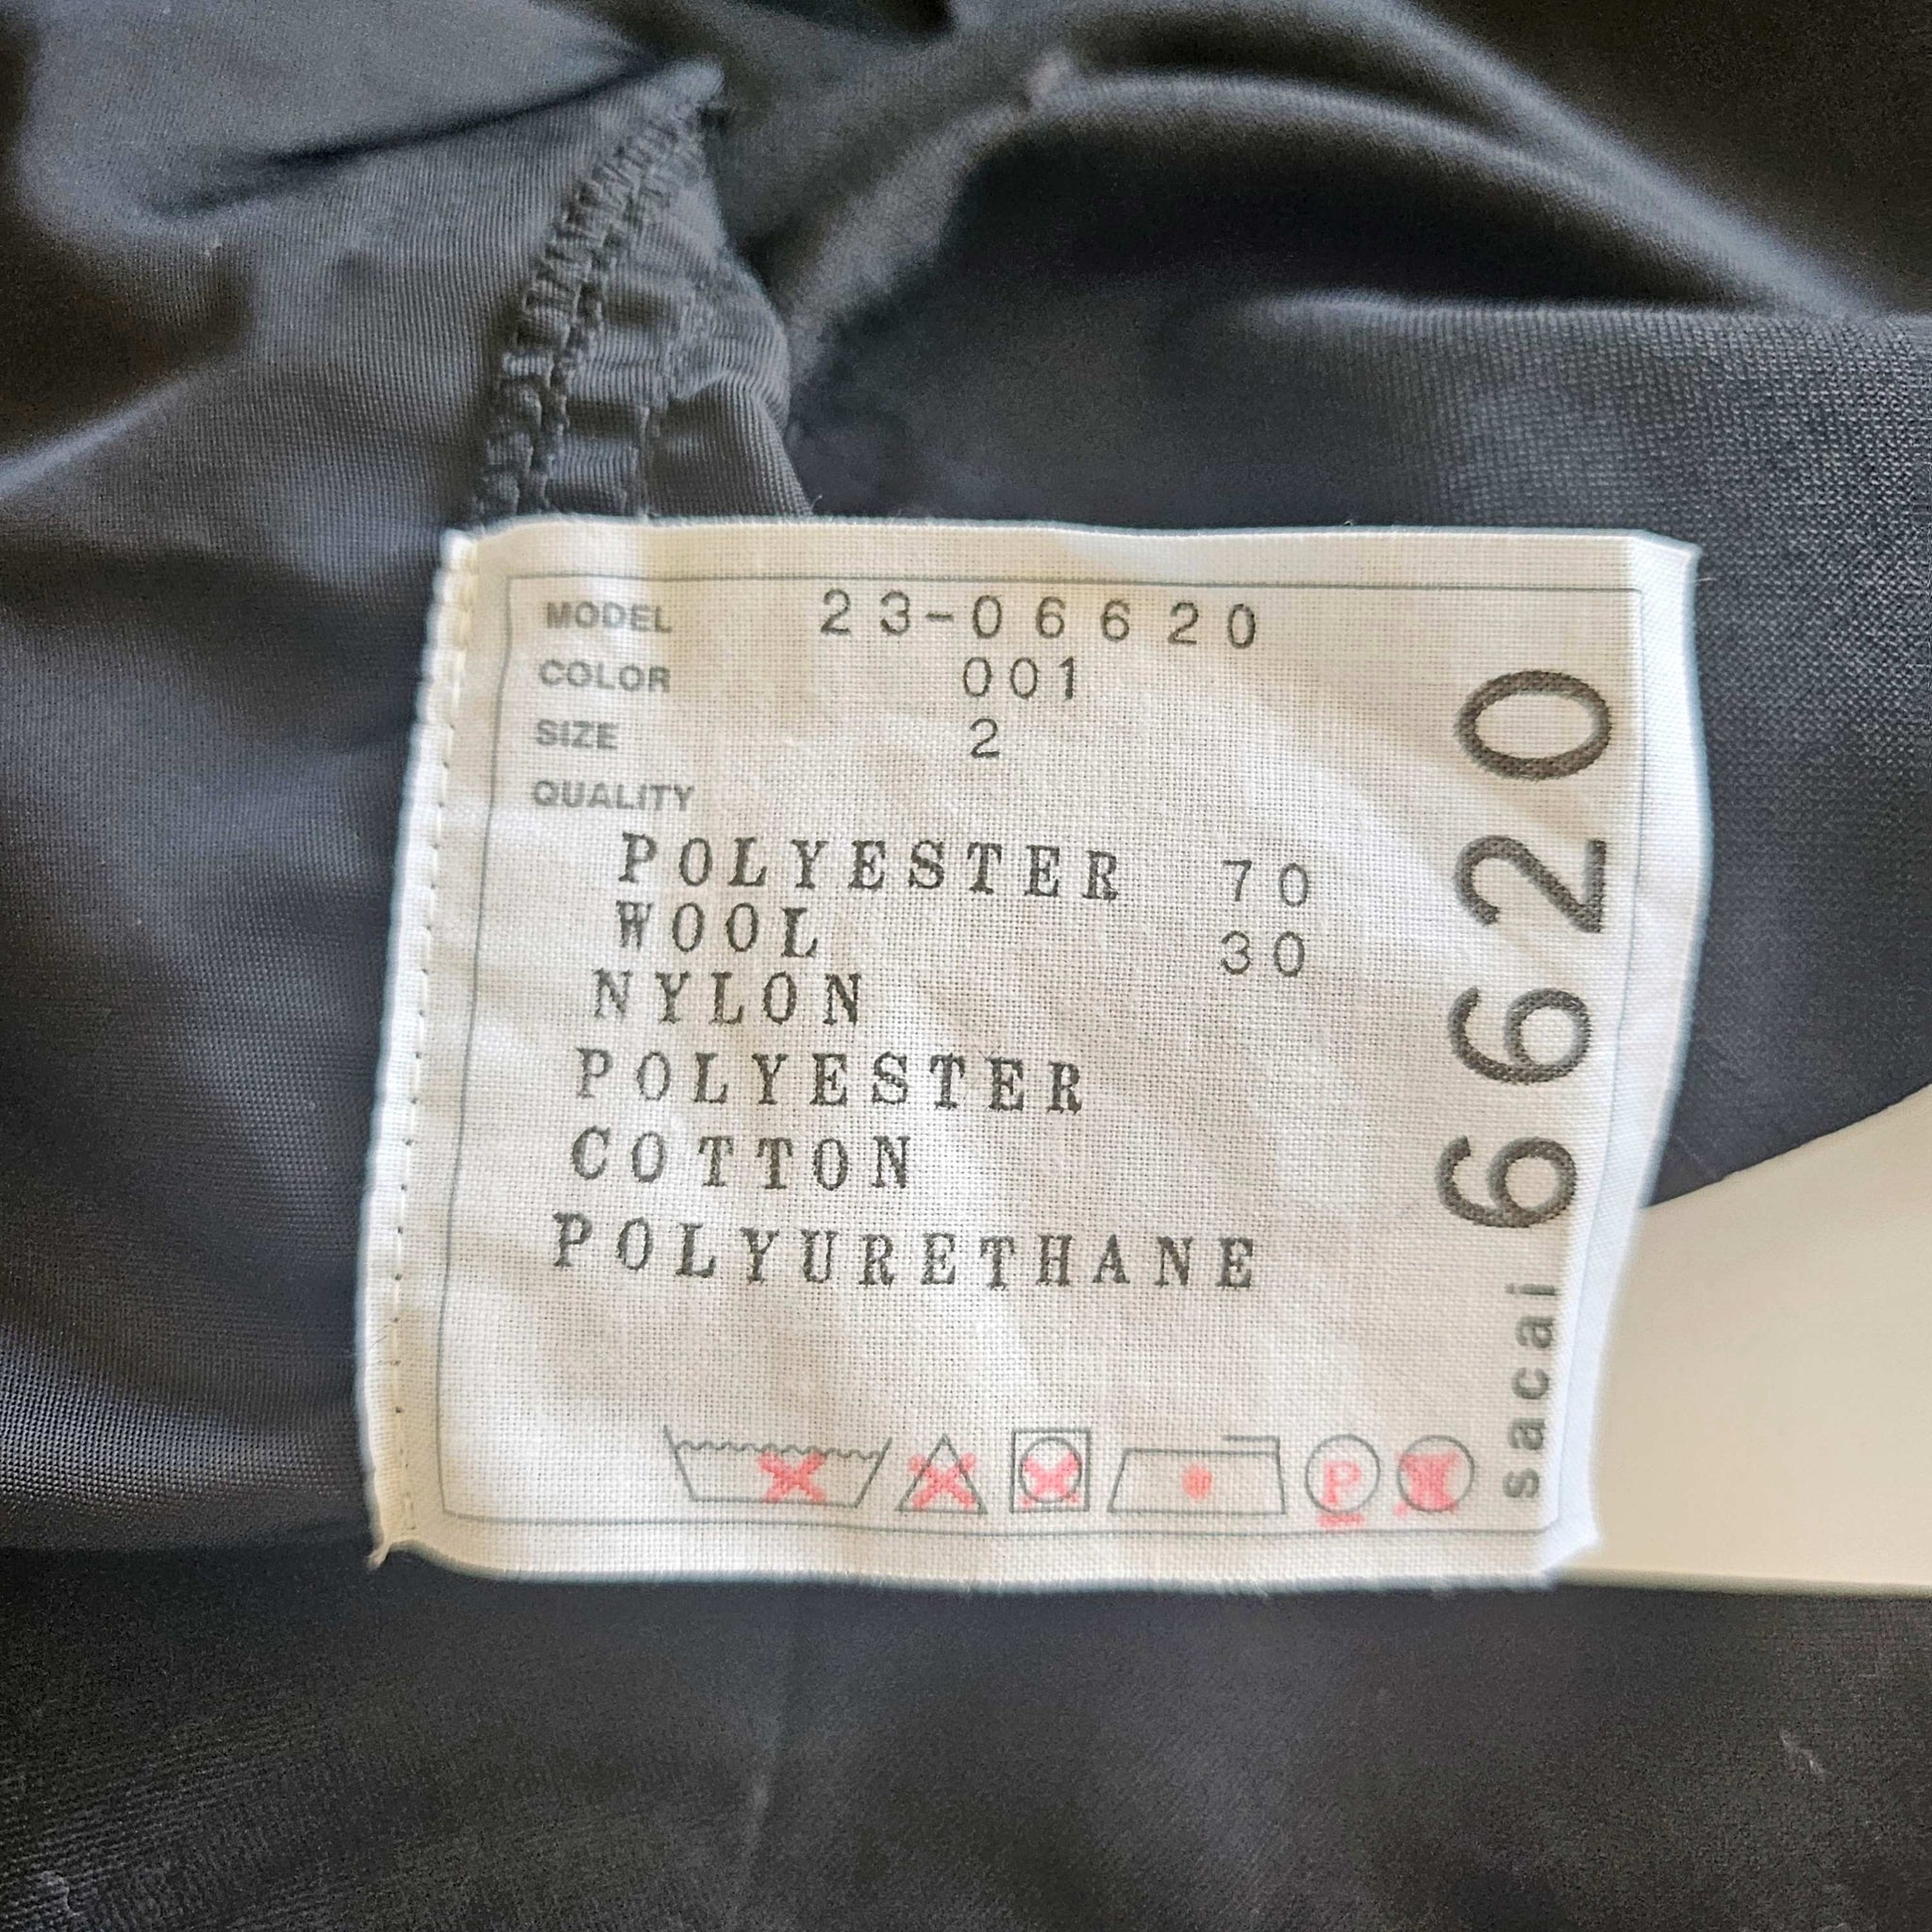 MODEL 23-06620
COLOR 001
SIZE 2
QUALITY
POLYESTER 70
WOOL 30
NYLON
POLYESTER
COTTON
POLYURETHANE
P
sacai 6620